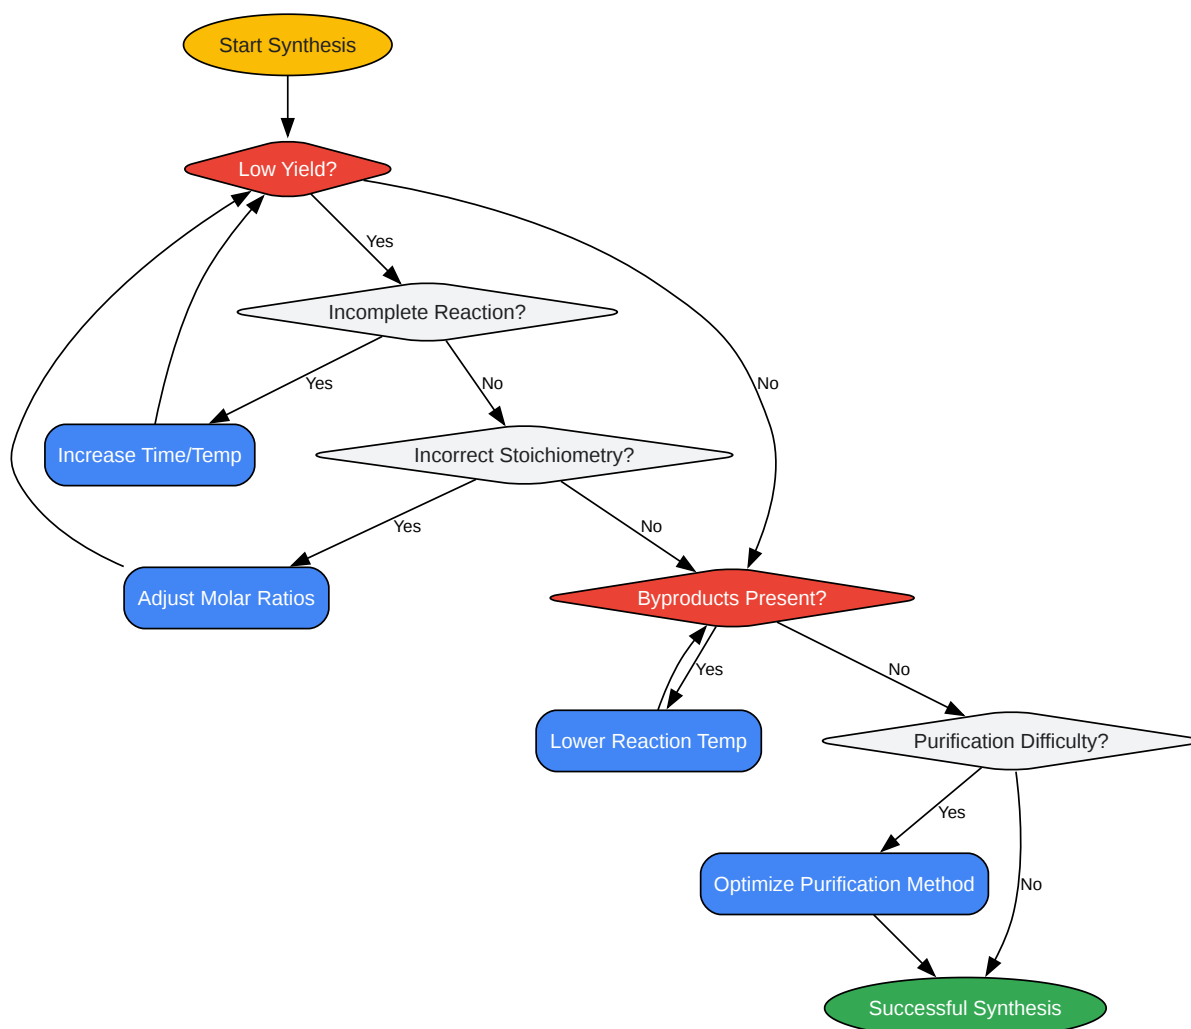 Start Synthesis
Low Yield?
Yes
Incomplete Reaction?
No
Yes
No
Increase Time/Temp
Incorrect Stoichiometry?
Yes
No
Adjust Molar Ratios
Byproducts Present?
Yes
No
Lower Reaction Temp
Purification Difficulty?
Yes
Optimize Purification Method
No
Successful Synthesis